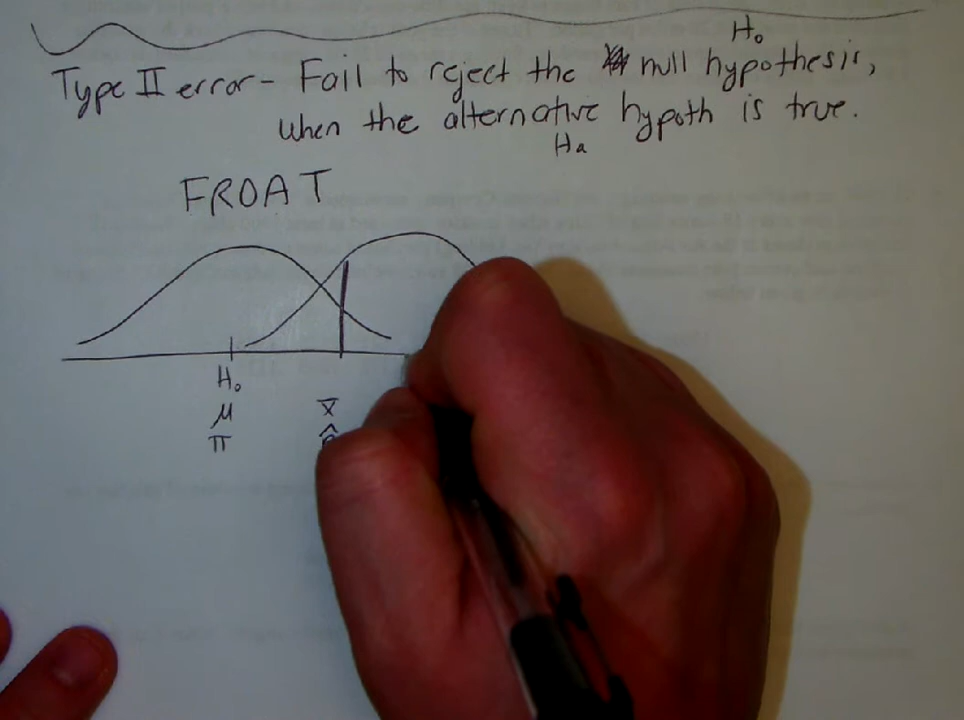 H₀
Type II error - Fail to reject the null hypothesis,
when the alternative hypoth is true.
Ha
FROAT
H₀
μ x̄
π p̂